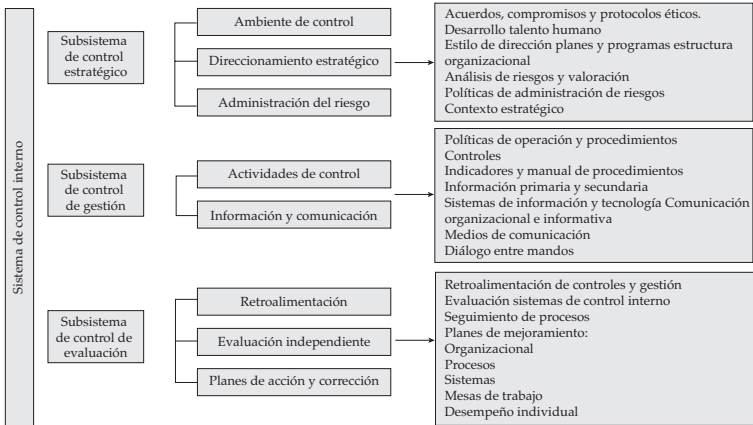 Sistema de control interno
Subsistema
de control
estratégico
Ambiente de control
Direccionamiento estratégico
Administración del riesgo
Acuerdos, compromisos y protocolos éticos.
Desarrollo talento humano
Estilo de dirección planes y programas estructura
organizacional
Análisis de riesgos y valoración
Políticas de administración de riesgos
Contexto estratégico
Subsistema
de control
de gestión
Actividades de control
Información y comunicación
Políticas de operación y procedimientos
Controles
Indicadores y manual de procedimientos
Información primaria y secundaria
Sistemas de información y tecnología Comunicación
organizacional e informativa
Medios de comunicación
Diálogo entre mandos
Subsistema
de control de
evaluación
Retroalimentación
Evaluación independiente
Planes de acción y corrección
Retroalimentación de controles y gestión
Evaluación sistemas de control interno
Seguimiento de procesos
Planes de mejoramiento:
Organizacional
Procesos
Sistemas
Mesas de trabajo
Desempeño individual